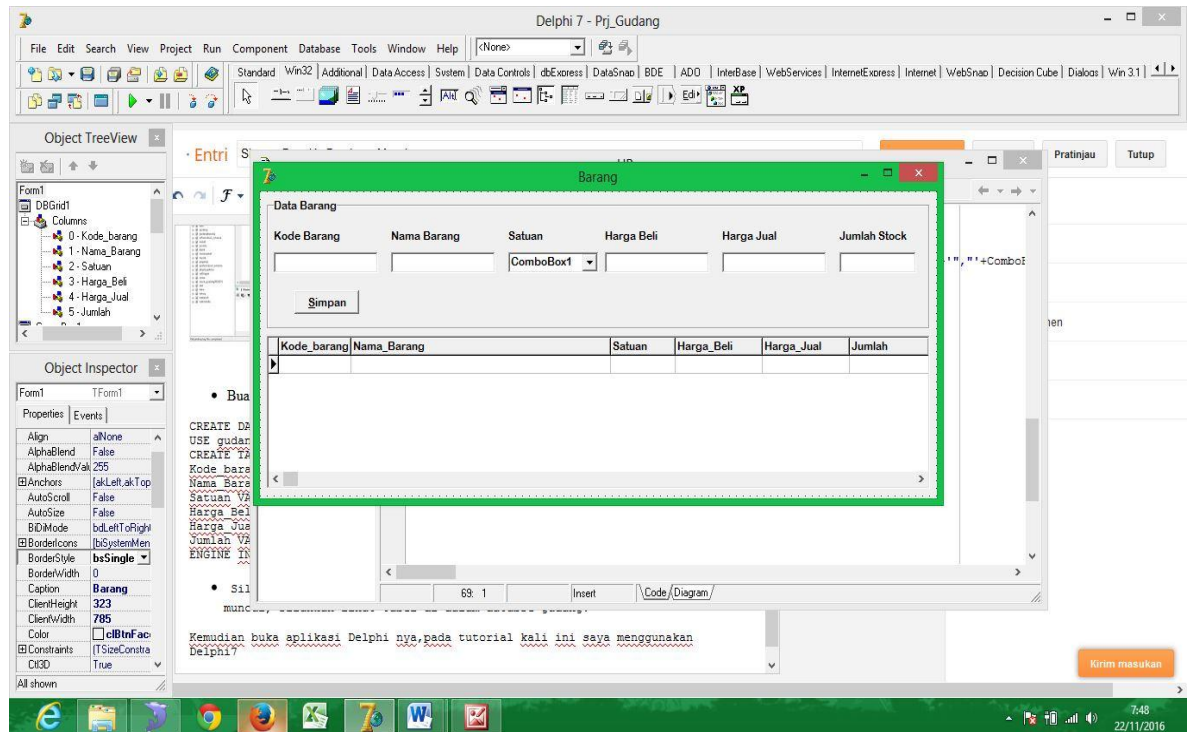 Delphi 7 - Prj_Gudang
File Edit Search View Project Run Component Database Tools Window Help <None>
Standard Win32 Additional Data Access System Data Controls dbExpress DataSnap BDE ADO InterBase WebServices InternetExpress Internet WebSnap Decision Cube Dialogs Win 3.1
Object TreeView
Form1
DBGrid1
Columns
0 - Kode_barang
1 - Nama_Barang
2 - Satuan
3 - Harga_Beli
4 - Harga_Jual
5 - Jumlah
Object Inspector
Form1 TForm1
Properties Events
Align alNone
AlphaBlend False
AlphaBlendVal 255
Anchors [akLeft,akTop
AutoScroll False
AutoSize False
BiDiMode bdLeftToRight
BorderIcons [biSystemMen
BorderStyle bsSingle
BorderWidth 0
Caption Barang
ClientHeight 323
ClientWidth 785
Color clBtnFac
Constraints (TSizeConstra
Ctl3D True
All shown
· Entri
Pratinjau Tutup
Barang
Data Barang
Kode Barang Nama Barang Satuan Harga Beli Harga Jual Jumlah Stock
ComboBox1
Simpan
Kode_barang Nama_Barang Satuan Harga_Beli Harga_Jual Jumlah
'","'+ComboB
nen
• Bua
CREATE DA
USE gudan
CREATE TA
Kode_bara
Nama_Bara
Satuan VA
Harga_Bel
Harga_Jua
Jumlah VA
ENGINE IN
• Sil
69: 1 Insert Code Diagram
Kemudian buka aplikasi Delphi nya,pada tutorial kali ini saya menggunakan
Delphi7
Kirim masukan
7:48
22/11/2016